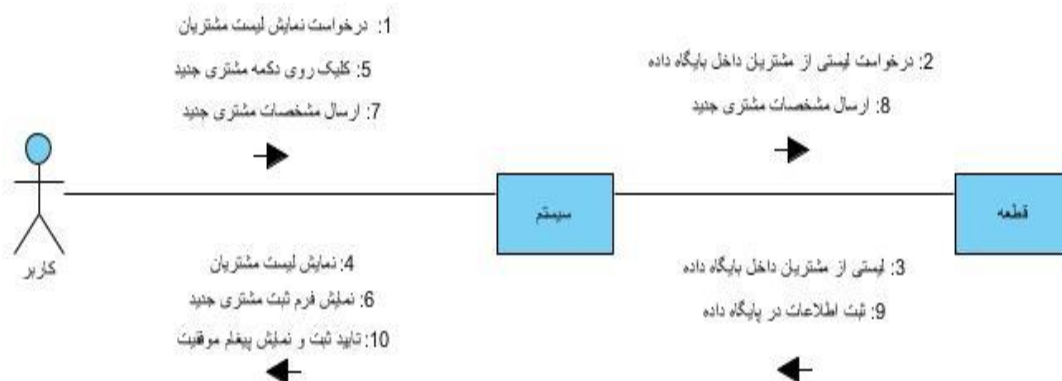 1: درخواست نمایش لیست مشتریان
5: کلیک روی دکمه مشتری جدید
7: ارسال مشخصات مشتری جدید
2: درخواست لیستی از مشتریان داخل بایگاه داده
8: ارسال مشخصات مشتری جدید
کاربر
سیستم
قطعه
4: نمایش لیست مشتریان
6: نمایش فرم ثبت مشتری جدید
10: تایید ثبت و نمایش پیغام موفقیت
3: لیستی از مشتریان داخل بایگاه داده
9: ثبت اطلاعات در پایگاه داده